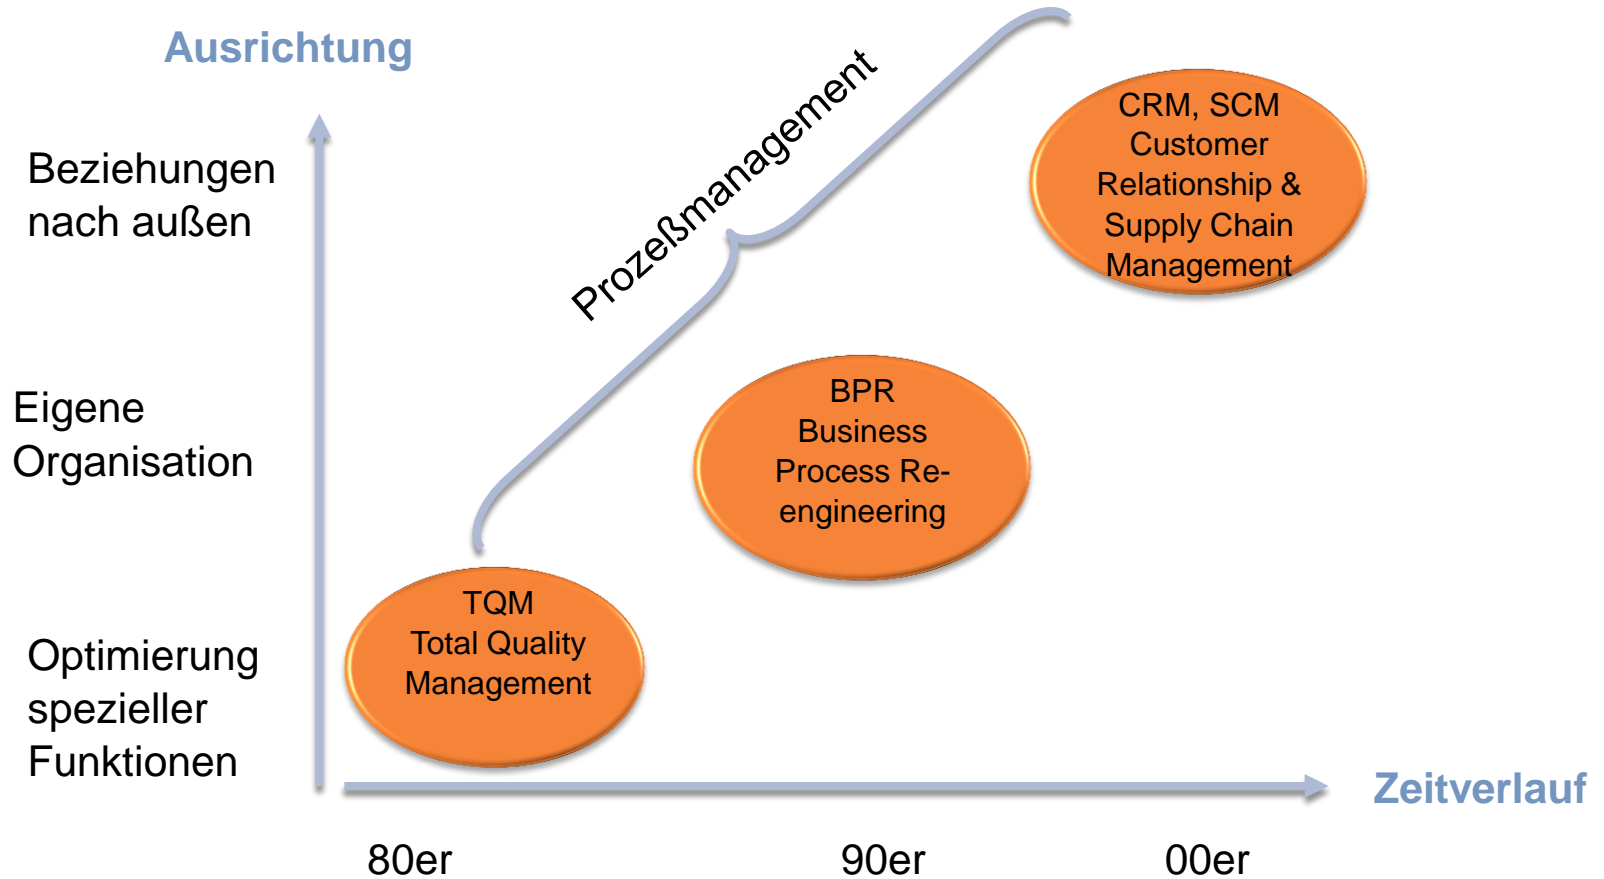 Ausrichtung
Prozeßmanagement
CRM, SCM
Customer
Relationship &
Supply Chain
Management
Beziehungen
nach außen
BPR
Business
Process Re-
engineering
Eigene
Organisation
TQM
Total Quality
Management
Optimierung
spezieller
Funktionen
Zeitverlauf
80er
90er
00er